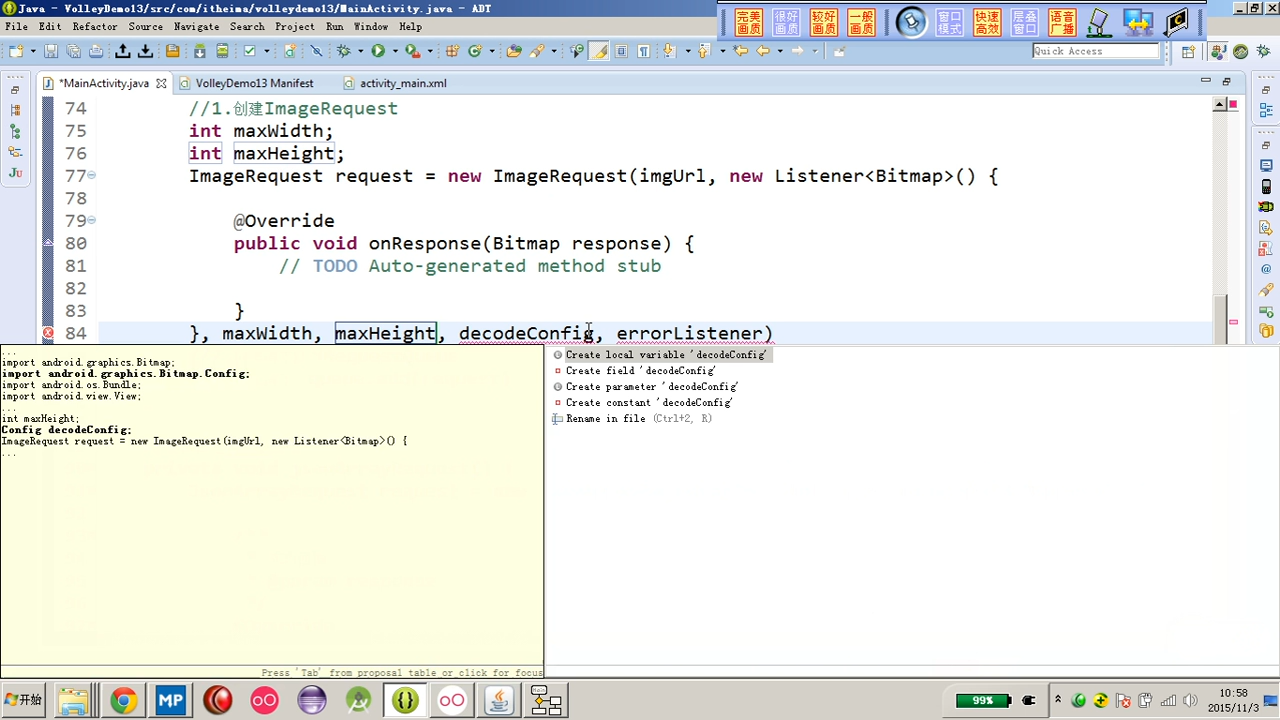 Java - VolleyDemo13/src/com/itheima/volleydemo13/MainActivity.java - ADT
完美画质 很好画质 较好画质 一般画质 窗口模式 快速高效 层叠窗口 语音广播
File Edit Refactor Source Navigate Search Project Run Window Help
Quick Access
*MainActivity.java VolleyDemo13 Manifest activity_main.xml
74 //1.创建ImageRequest
75 int maxWidth;
76 int maxHeight;
77 ImageRequest request = new ImageRequest(imgUrl, new Listener<Bitmap>() {
78
79 @Override
80 public void onResponse(Bitmap response) {
81 // TODO Auto-generated method stub
82
83 }
84 }, maxWidth, maxHeight, decodeConfig, errorListener)
...
import android.graphics.Bitmap;
import android.graphics.Bitmap.Config;
import android.os.Bundle;
import android.view.View;
...
int maxHeight;
Config decodeConfig;
ImageRequest request = new ImageRequest(imgUrl, new Listener<Bitmap>() {
...
Press 'Tab' from proposal table or click for focus
Create local variable 'decodeConfig'
Create field 'decodeConfig'
Create parameter 'decodeConfig'
Create constant 'decodeConfig'
Rename in file (Ctrl+2, R)
开始
MP
99%
10:58
2015/11/3